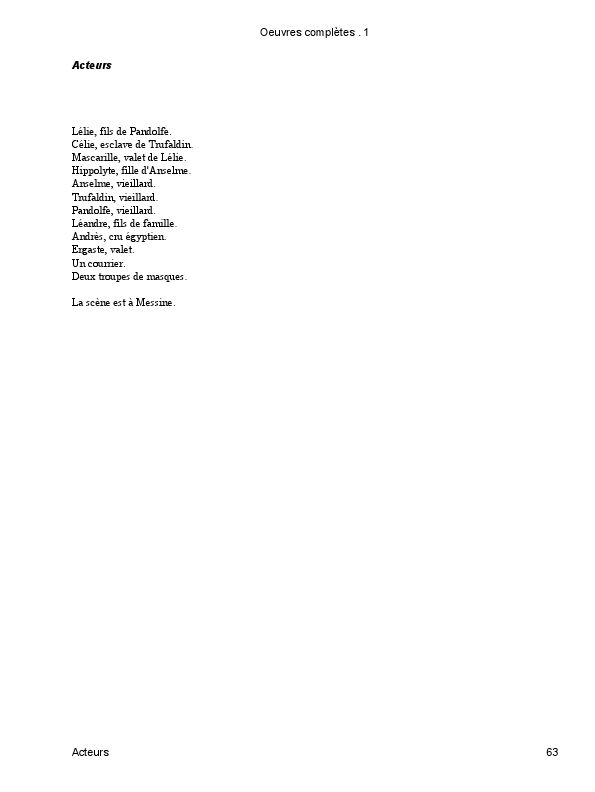 Oeuvres complètes . 1
Acteurs
Lélie, fils de Pandolfe.
Célie, esclave de Trufaldin.
Mascarille, valet de Lélie.
Hippolyte, fille d'Anselme.
Anselme, vieillard.
Trufaldin, vieillard.
Pandolfe, vieillard.
Léandre, fils de famille.
Andrès, cru égyptien.
Ergaste, valet.
Un courrier.
Deux troupes de masques.
La scène est à Messine.
Acteurs 63